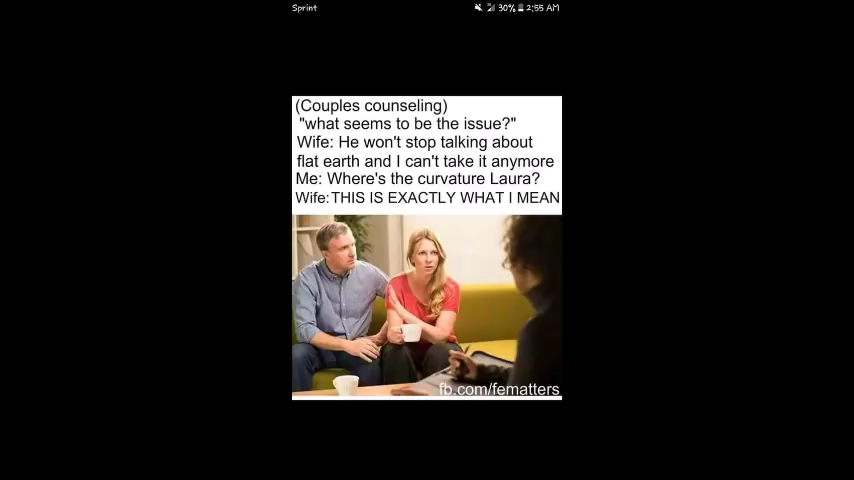 Sprint 30% 2:55 AM
(Couples counseling)
"what seems to be the issue?"
Wife: He won't stop talking about
flat earth and I can't take it anymore
Me: Where's the curvature Laura?
Wife: THIS IS EXACTLY WHAT I MEAN
fb.com/fematters